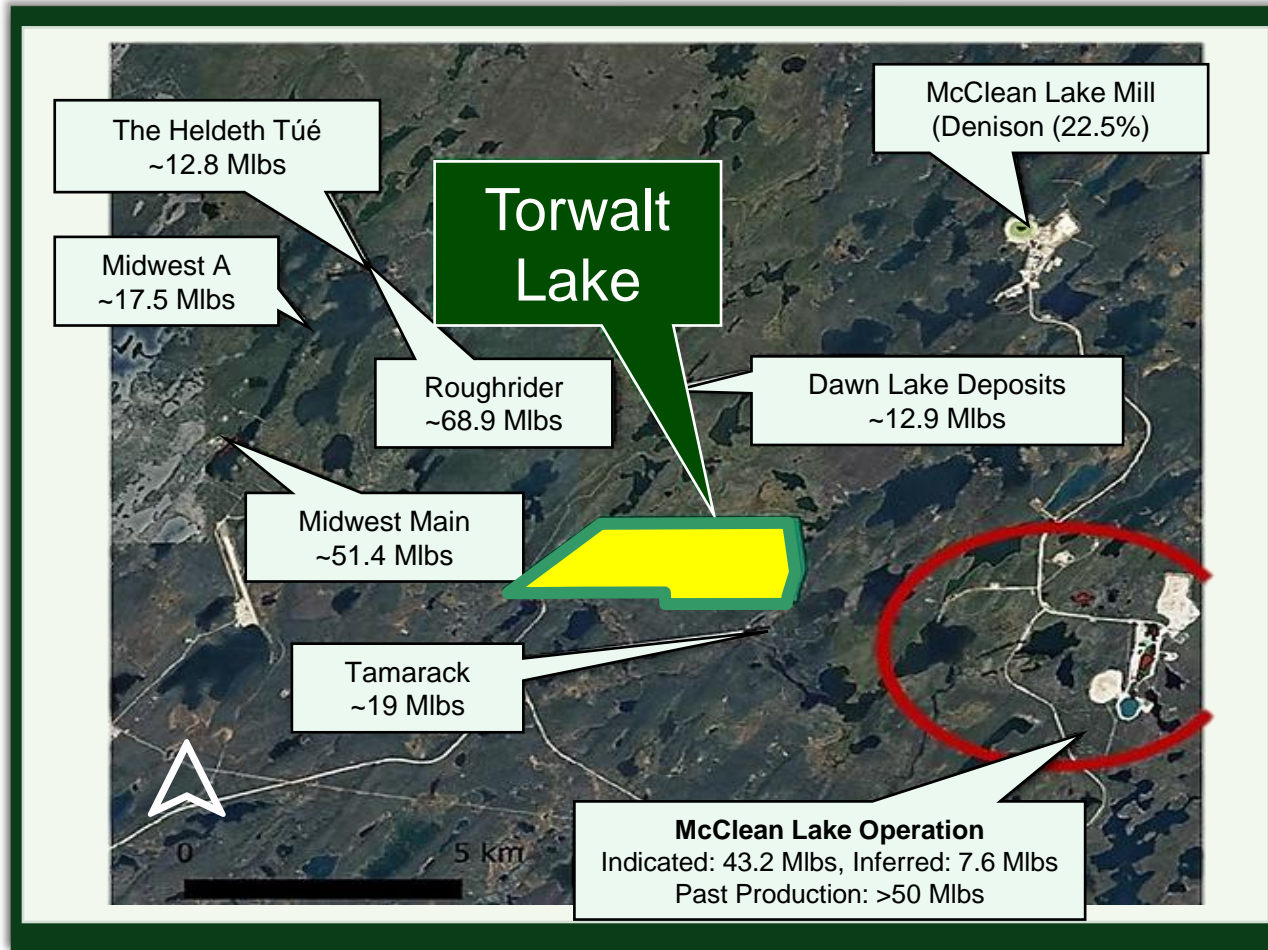 The Heldeth Túé
~12.8 Mlbs
McClean Lake Mill
(Denison (22.5%)
Torwalt
Lake
Midwest A
~17.5 Mlbs
Roughrider
~68.9 Mlbs
Dawn Lake Deposits
~12.9 Mlbs
Midwest Main
~51.4 Mlbs
Tamarack
~19 Mlbs
McClean Lake Operation
Indicated: 43.2 Mlbs, Inferred: 7.6 Mlbs
Past Production: >50 Mlbs
0 5 km